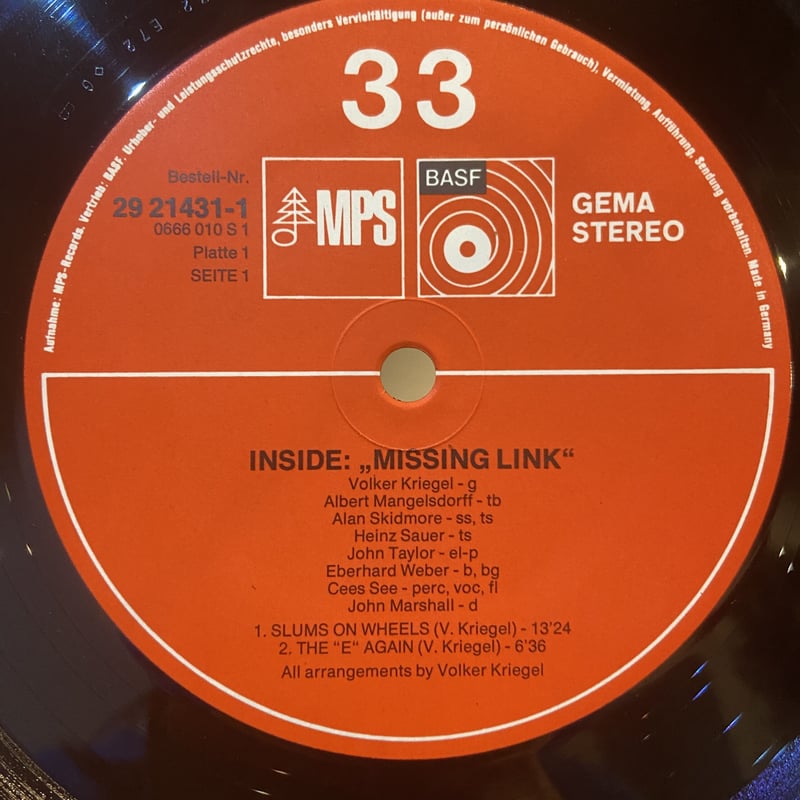 Aufnahme: MPS-Records. Vertrieb: BASF. Urheber- und Leistungsschutzrechte, besonders Vervielfältigung (außer zum persönlichen Gebrauch), Vermietung, Aufführung, Sendung vorbehalten. Made in Germany
33
Bestell-Nr.
29 21431-1
0666 010 S 1
Platte 1
SEITE 1
MPS
BASF
GEMA
STEREO
INSIDE: „MISSING LINK“
Volker Kriegel - g
Albert Mangelsdorff - tb
Alan Skidmore - ss, ts
Heinz Sauer - ts
John Taylor - el-p
Eberhard Weber - b, bg
Cees See - perc, voc, fl
John Marshall - d
1. SLUMS ON WHEELS (V. Kriegel) - 13'24
2. THE "E" AGAIN (V. Kriegel) - 6'36
All arrangements by Volker Kriegel